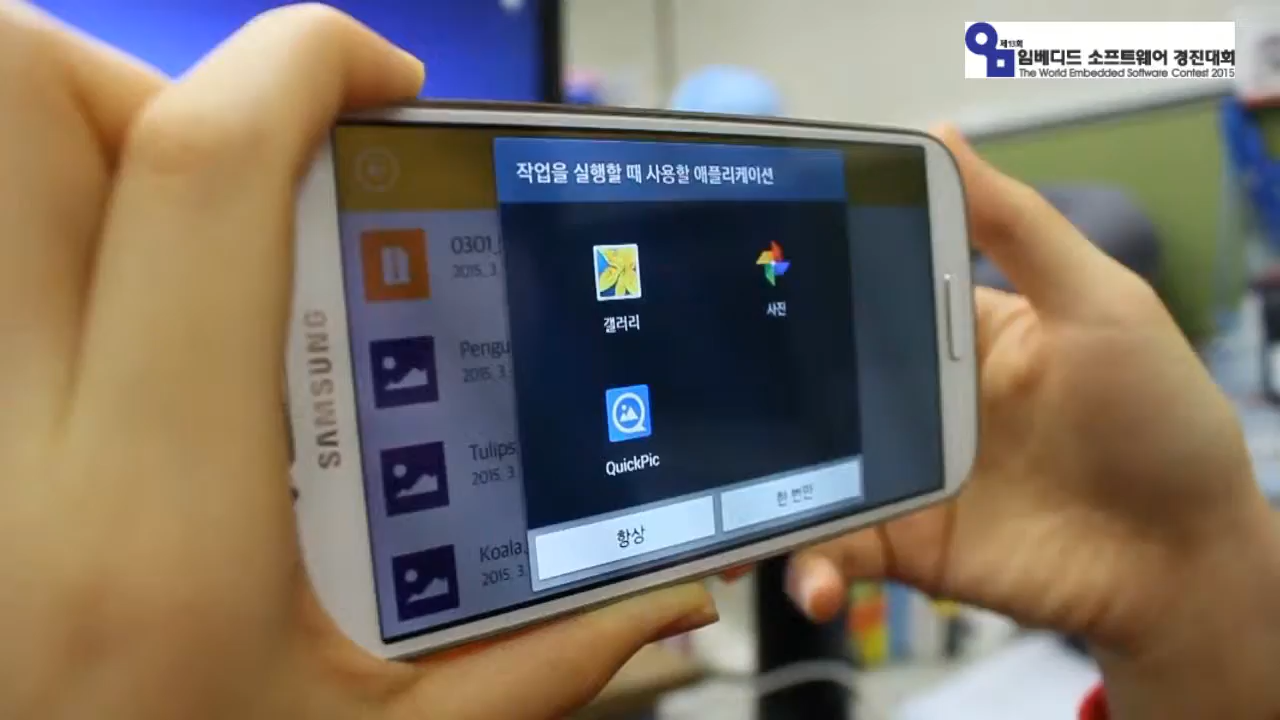 제13회
임베디드 소프트웨어 경진대회
The World Embedded Software Contest 2015
SAMSUNG
작업을 실행할 때 사용할 애플리케이션
갤러리
사진
QuickPic
항상
한 번만
0301_
2015. 3.
Pengu
2015. 3.
Tulips
2015. 3.
Koala.
2015. 3.